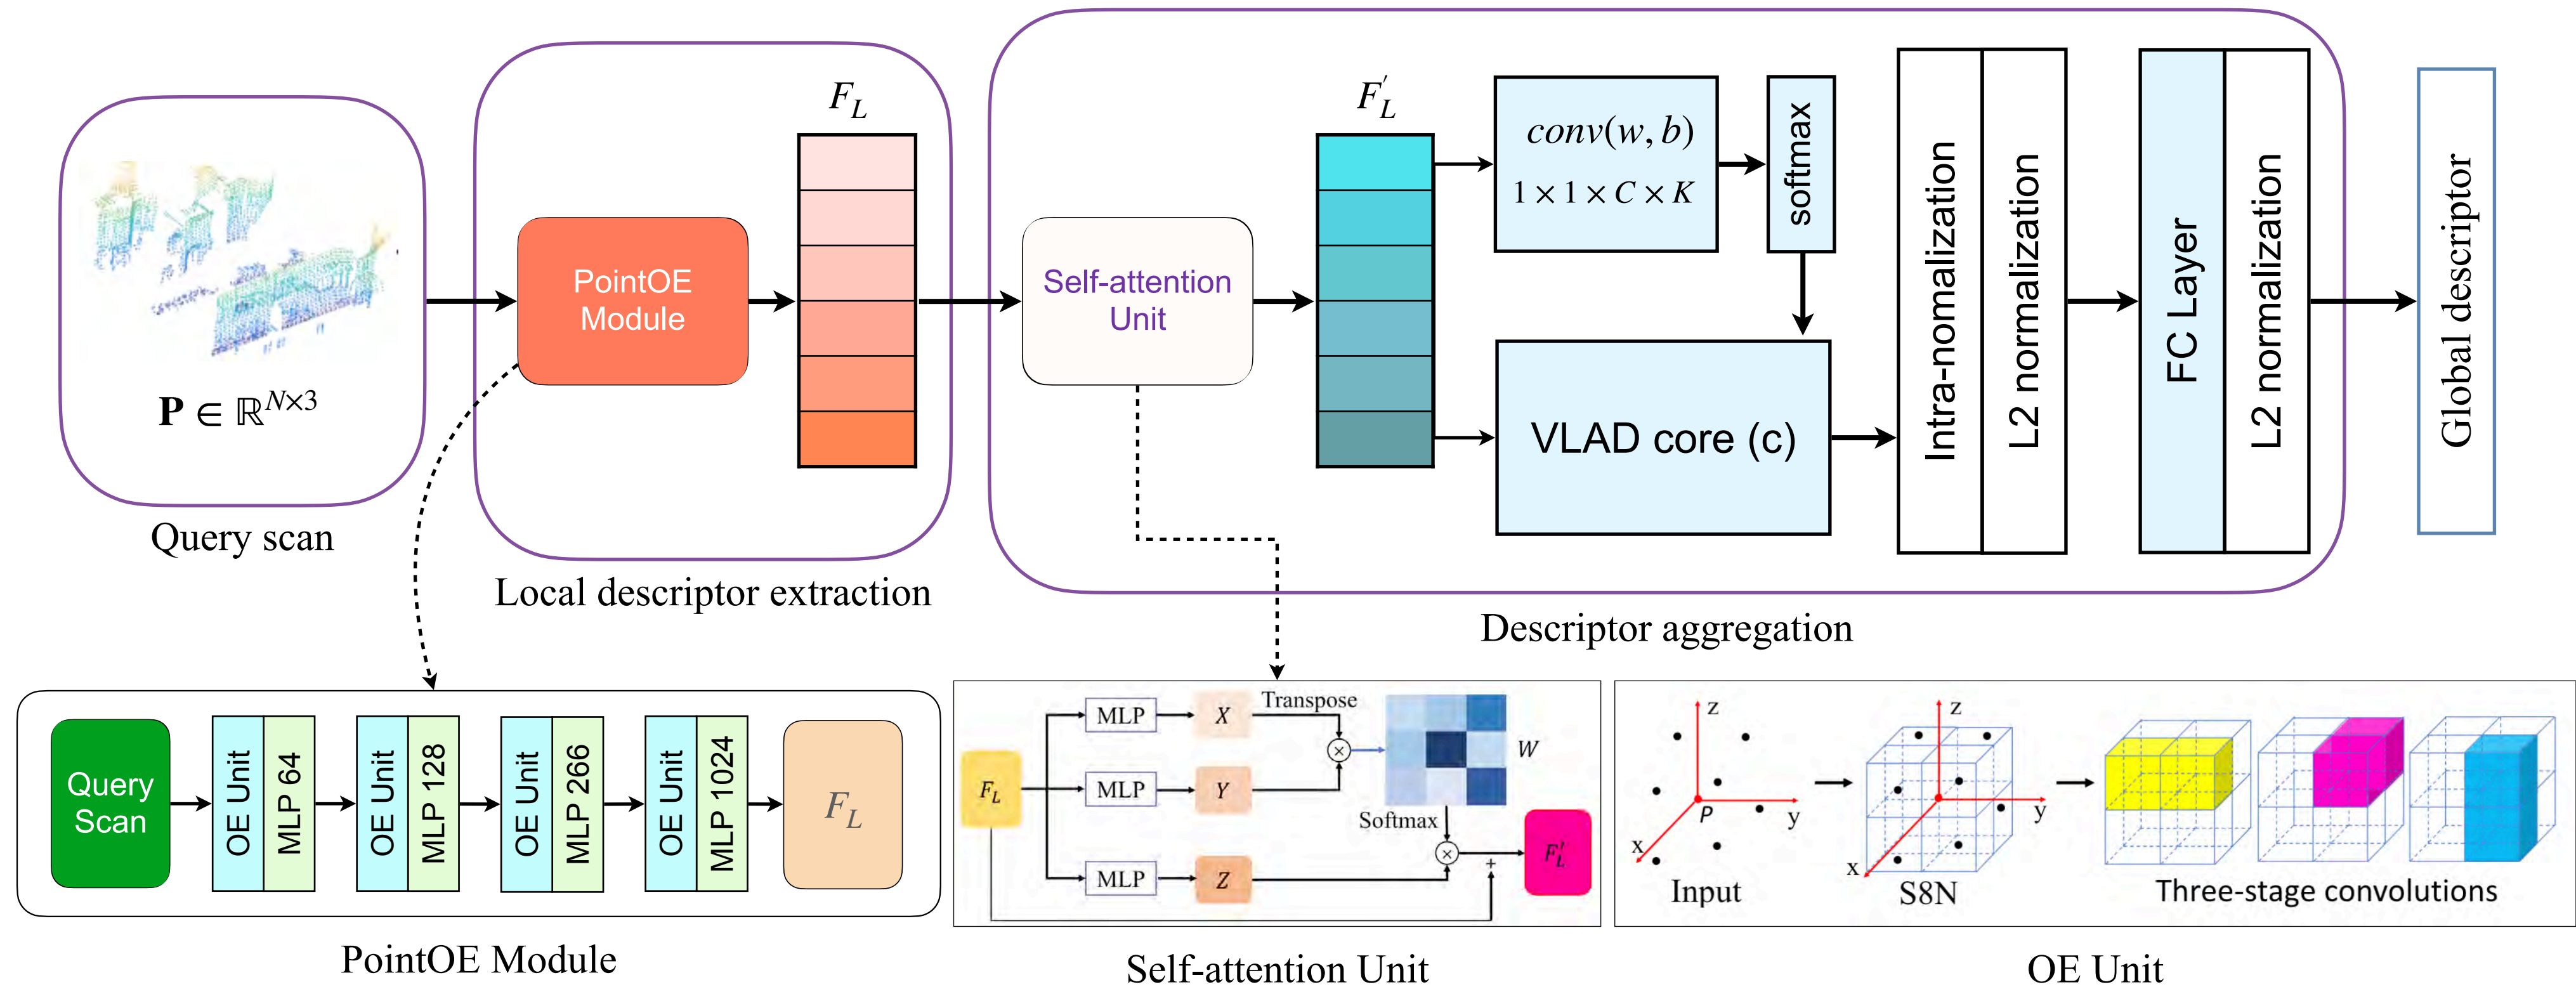 P ∈ ℝ^{N×3}
Query scan
PointOE
Module
F_L
Local descriptor extraction
Self-attention
Unit
F_L^'
conv(w, b)
1 × 1 × C × K
softmax
VLAD core (c)
Intra-nomalization
L2 normalization
FC Layer
L2 normalization
Descriptor aggregation
Global descriptor
Query
Scan
OE Unit
MLP 64
OE Unit
MLP 128
OE Unit
MLP 266
OE Unit
MLP 1024
F_L
PointOE Module
F_L
MLP
X
Transpose
MLP
Y
MLP
Z
W
Softmax
×
×
+
F_L^'
Self-attention Unit
z
P
y
x
Input
z
y
x
S8N
Three-stage convolutions
OE Unit